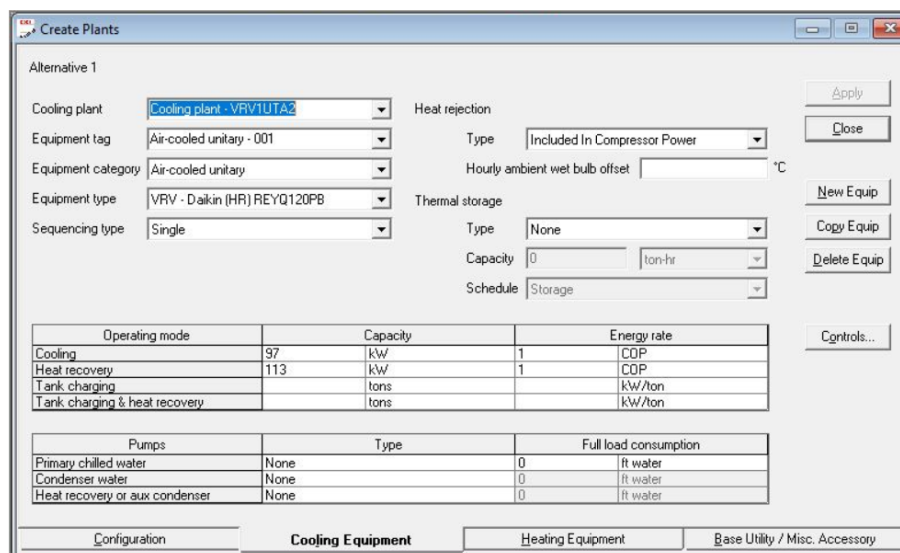 Create Plants
Alternative 1
Cooling plant Cooling plant - VRV1UTA2
Equipment tag Air-cooled unitary - 001
Equipment category Air-cooled unitary
Equipment type VRV - Daikin (HR) REYQ120PB
Sequencing type Single
Heat rejection
Type Included In Compressor Power
Hourly ambient wet bulb offset °C
Thermal storage
Type None
Capacity 0 ton-hr
Schedule Storage
Apply
Close
New Equip
Copy Equip
Delete Equip
Controls...
Operating mode Capacity Energy rate
Cooling 97 kW 1 COP
Heat recovery 113 kW 1 COP
Tank charging tons kW/ton
Tank charging & heat recovery tons kW/ton
Pumps Type Full load consumption
Primary chilled water None 0 ft water
Condenser water None 0 ft water
Heat recovery or aux condenser None 0 ft water
Configuration Cooling Equipment Heating Equipment Base Utility / Misc. Accessory